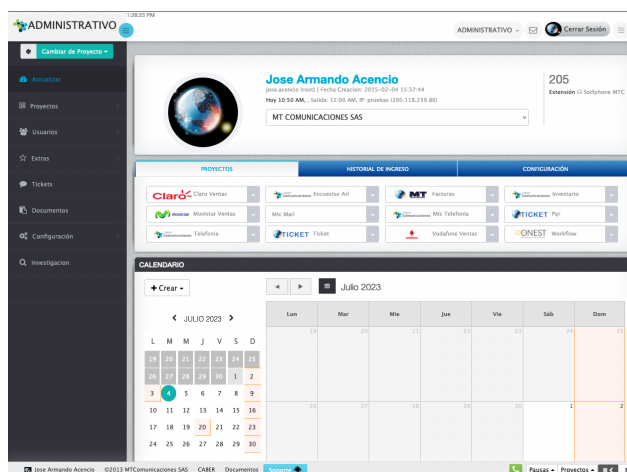 1:28:23 PM
ADMINISTRATIVO
ADMINISTRATIVO
Cerrar Sesión
Cambiar de Proyecto
Actualizar
Proyectos
Usuarios
Extras
Tickets
Documentos
Configuración
Investigacion
Jose Armando Acencio
jose.acencio (root) | Fecha Creacion: 2015-02-04 15:37:44
Hoy 10:50 AM, , Salida: 12:00 AM, IP: pruebas (200.118.239.86)
MT COMUNICACIONES SAS
205
Extensión Sotfphone MTC
PROYECTOS HISTORIAL DE INGRESO CONFIGURACIÓN
Claro Claro Ventas
Encuestas Arl
MT Facturas
Inventario
movistar Movistar Ventas
Mtc Mail
Mtc Telefonia
TICKET Pqr
Telefonia
TICKET Ticket
Vodafone Ventas
ONEST Workflow
CALENDARIO
+ Crear
Julio 2023
JULIO 2023
L M M J V S D
19 20 21 22 23 24 25
26 27 28 29 30 1 2
3 4 5 6 7 8 9
10 11 12 13 14 15 16
17 18 19 20 21 22 23
24 25 26 27 28 29 30
Lun Mar Mie Jue Vie Sáb Dom
19 20 21 22 23 24 25
26 27 28 29 30 1 2
Jose Armando Acencio ©2013 MTComunicaciones SAS CABER Documentos Soporte
Pausas Proyectos